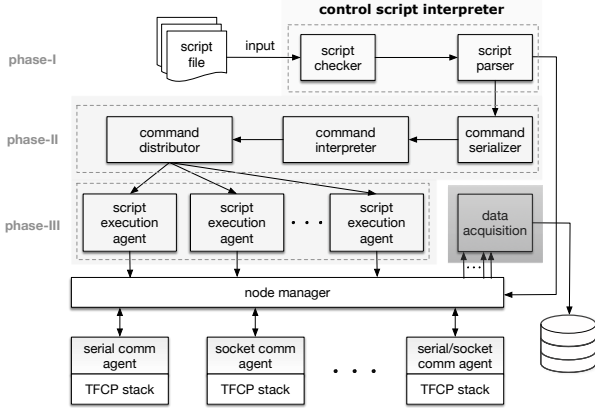 control script interpreter
phase-I
script
file
input
script
checker
script
parser
phase-II
command
distributor
command
interpreter
command
serializer
phase-III
script
execution
agent
script
execution
agent
. . .
script
execution
agent
data
acquisition
...
node manager
serial comm
agent
TFCP stack
socket comm
agent
TFCP stack
. . .
serial/socket
comm agent
TFCP stack